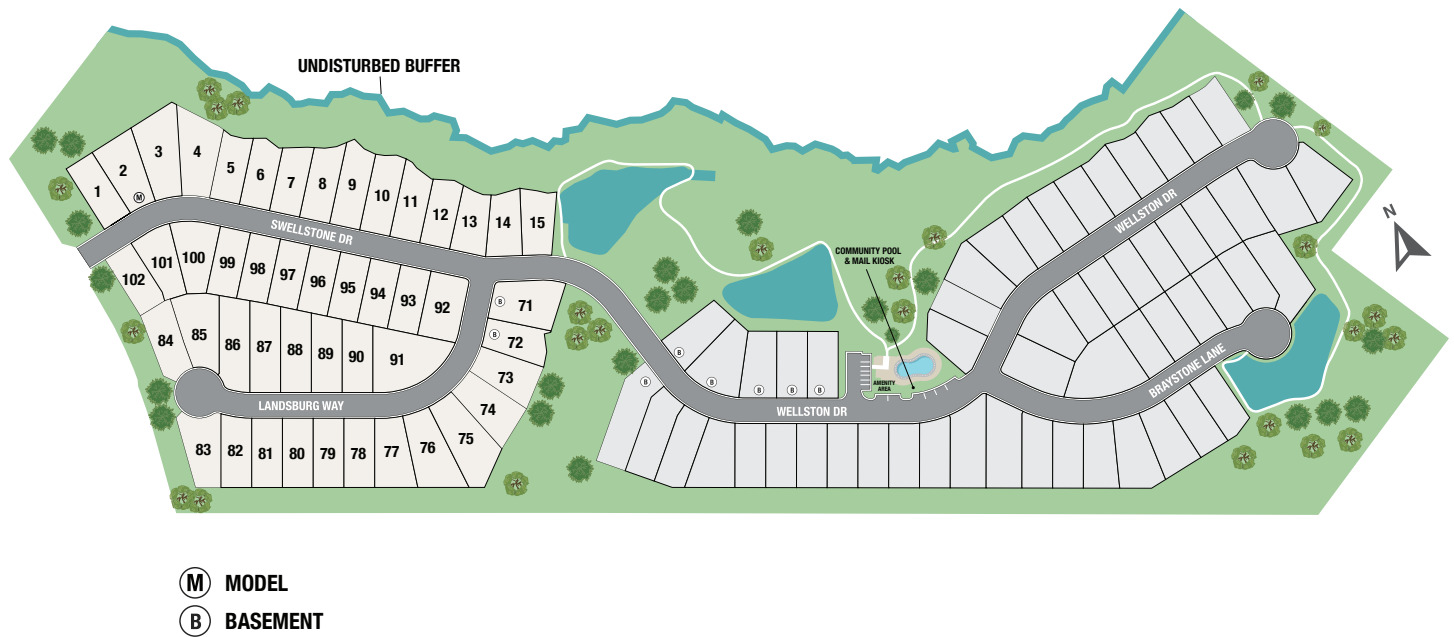 UNDISTURBED BUFFER
N
1
2
M
3
4
5
6
7
8
9
10
11
12
13
14
15
SWELLSTONE DR
WELLSTON DR
COMMUNITY POOL
& MAIL KIOSK
102
101
100
99
98
97
96
95
94
93
92
B
71
B
72
73
74
75
84
85
86
87
88
89
90
91
LANDSBURG WAY
83
82
81
80
79
78
77
76
B
B
B
B
B
B
AMENITY
AREA
WELLSTON DR
BRAYSTONE LANE
M MODEL
B BASEMENT